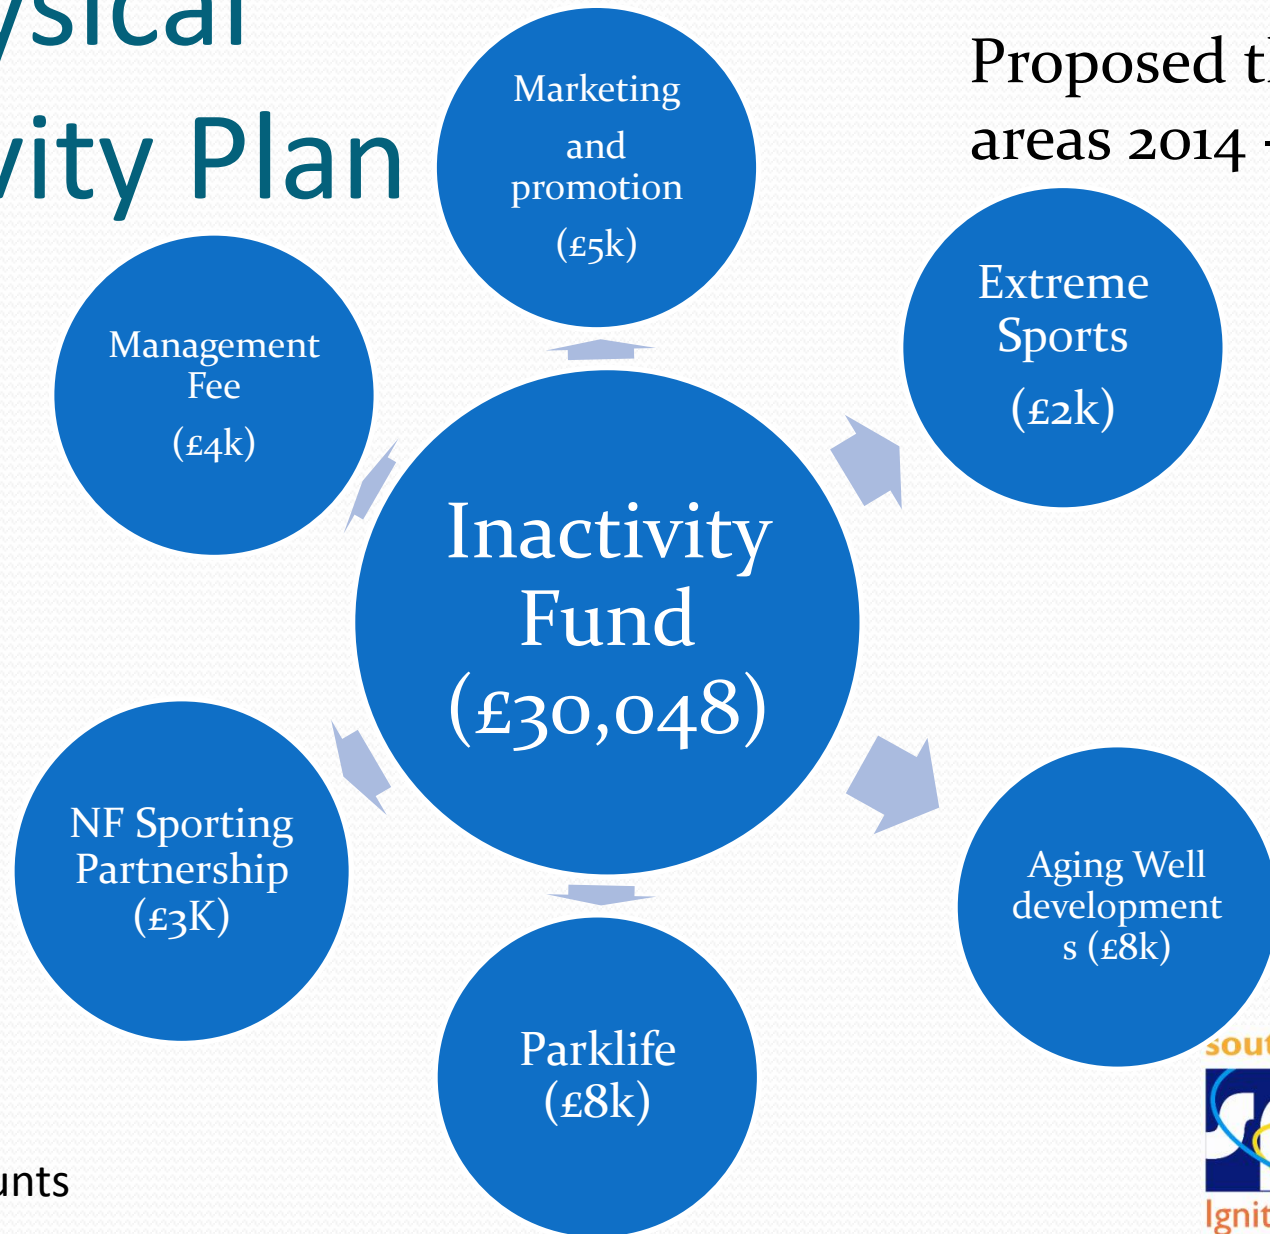 ysical
vity Plan
Proposed t
areas 2014 -
Marketing
and
promotion
(£5k)
Extreme
Sports
(£2k)
Management
Fee
(£4k)
Inactivity
Fund
(£30,048)
NF Sporting
Partnership
(£3K)
Aging Well
development
s (£8k)
Parklife
(£8k)
unts
sout
Ignit